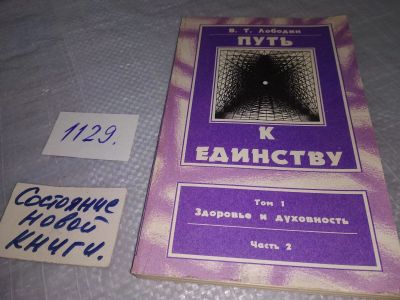 В. Т. Лободин
ПУТЬ
К
ЕДИНСТВУ
Том 1
Здоровье и духовность
Часть 2
1129.
Состояние
новой
книги.